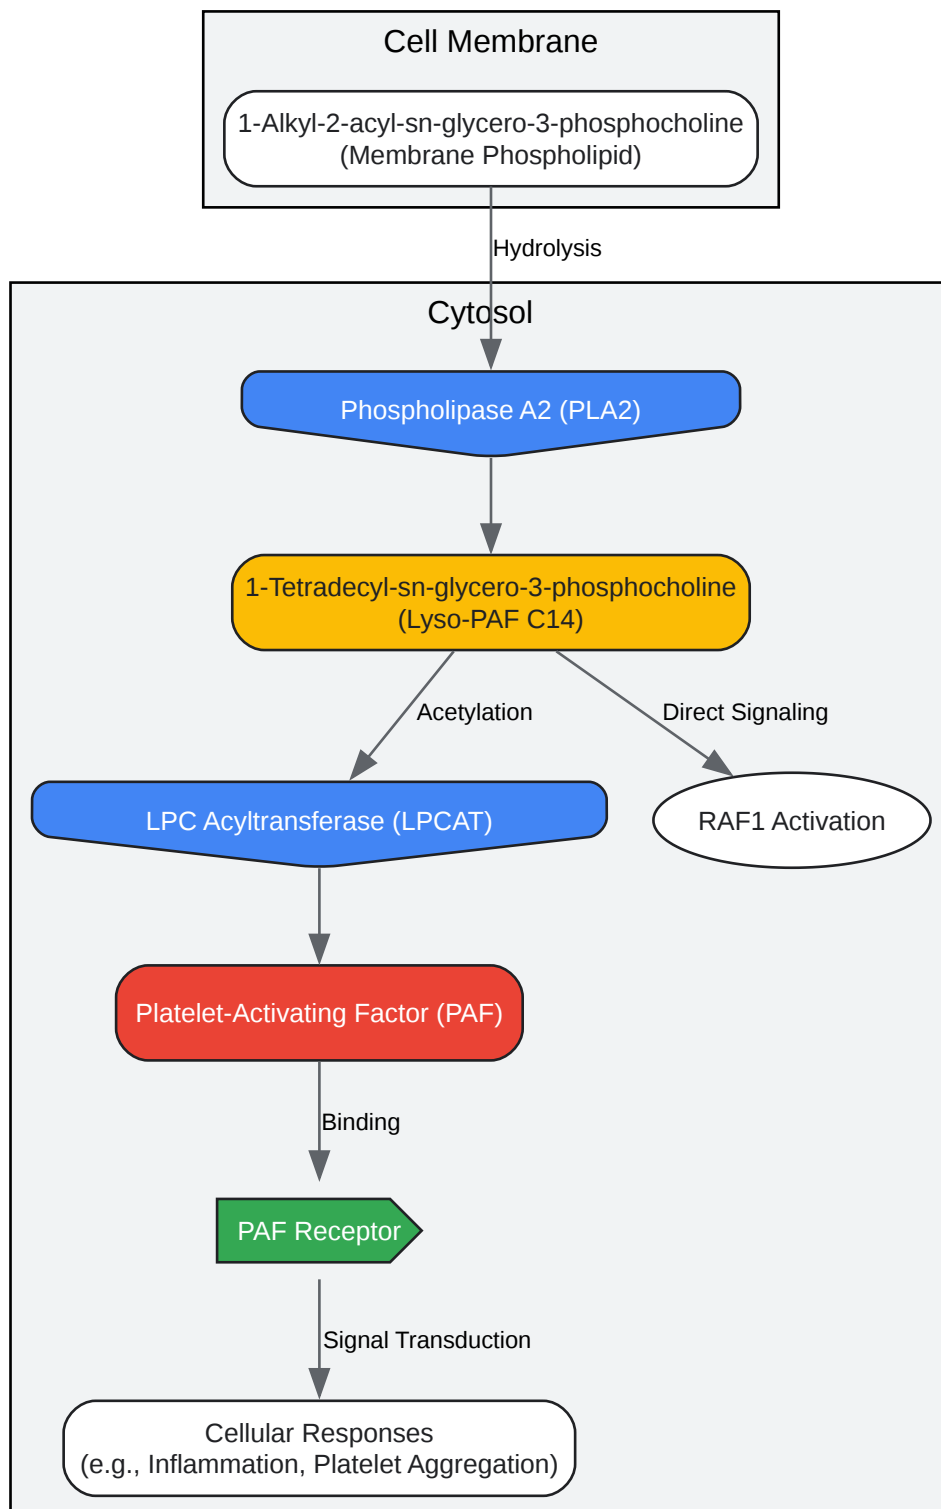 Cell Membrane
1-Alkyl-2-acyl-sn-glycero-3-phosphocholine
(Membrane Phospholipid)
Hydrolysis
Cytosol
Phospholipase A2 (PLA2)
1-Tetradecyl-sn-glycero-3-phosphocholine
(Lyso-PAF C14)
Acetylation
Direct Signaling
LPC Acyltransferase (LPCAT)
RAF1 Activation
Platelet-Activating Factor (PAF)
Binding
PAF Receptor
Signal Transduction
Cellular Responses
(e.g., Inflammation, Platelet Aggregation)